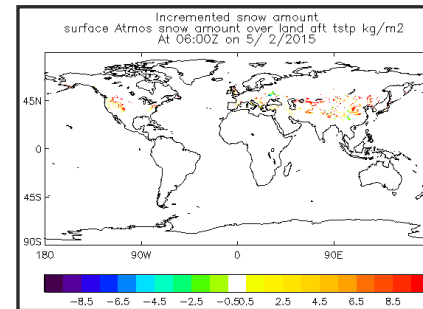 Incremented snow amount
surface Atmos snow amount over land aft tstp kg/m2
At 06:00Z on 5/ 2/2015
45N
0
45S
90S
180 90W 0 90E
-8.5 -6.5 -4.5 -2.5 -0.50.5 2.5 4.5 6.5 8.5